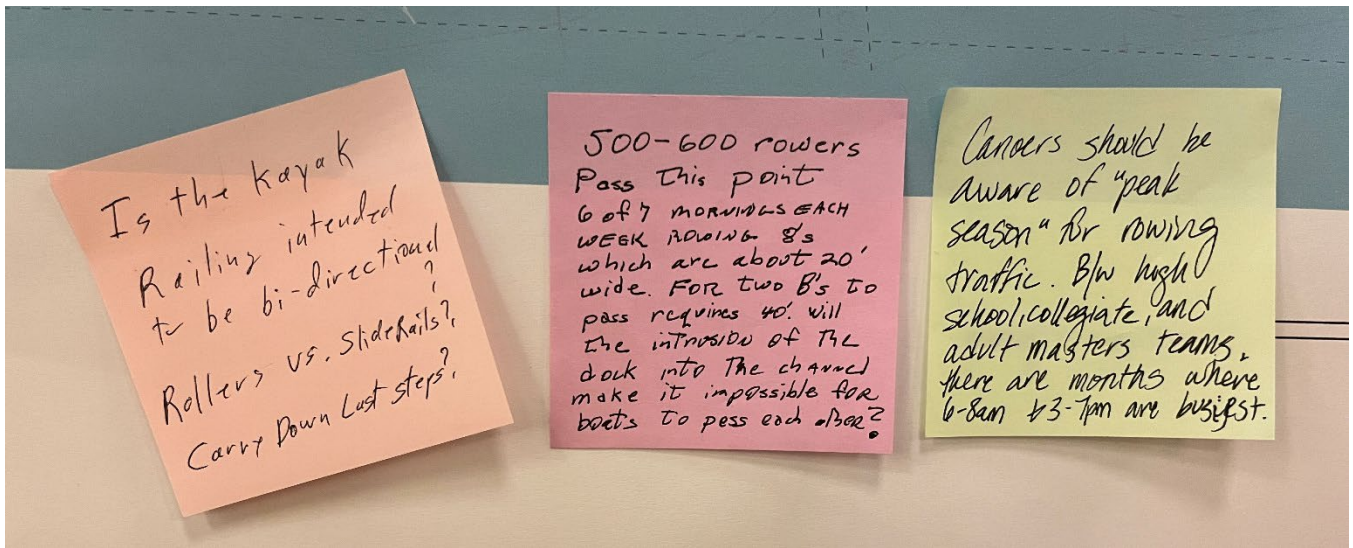 Is the Kayak
Railing intended
to be bi-directional?
Rollers vs. SlideRails?,
Carry Down Last steps?,
500-600 rowers
Pass This point
6 of 7 MORNINGS EACH
WEEK ROWING 8's
which are about 20'
wide. FOR two 8's to
pass requires 40'. will
the intrusion of The
dock into The channel
make it impossible for
boats to pass each other?
Canoers should be
aware of "peak
season" for rowing
traffic. B/w high
school, collegiate, and
adult masters teams,
there are months where
6-8am & 3-7pm are busiest.